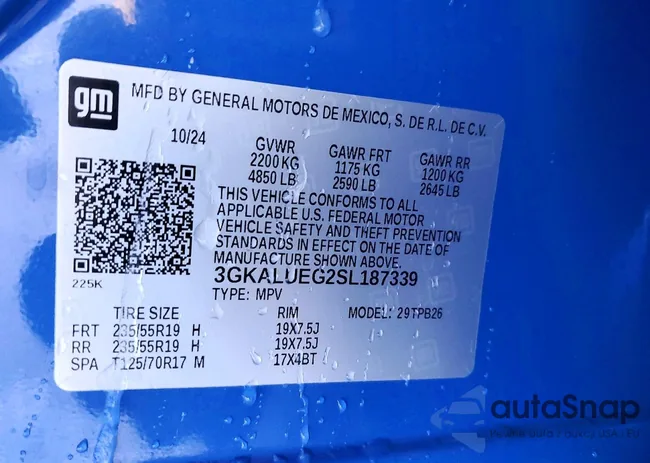 gm MFD BY GENERAL MOTORS DE MEXICO, S. DE R.L. DE C.V.
10/24 GVWR GAWR FRT GAWR RR
2200 KG 1175 KG 1200 KG
4850 LB 2590 LB 2645 LB
THIS VEHICLE CONFORMS TO ALL
APPLICABLE U.S. FEDERAL MOTOR
VEHICLE SAFETY AND THEFT PREVENTION
STANDARDS IN EFFECT ON THE DATE OF
MANUFACTURE SHOWN ABOVE.
225K 3GKALUEG2SL187339
TYPE: MPV MODEL: 29TPB26
TIRE SIZE RIM
FRT 235/55R19 H 19X7.5J
RR 235/55R19 H 19X7.5J
SPA T125/70R17 M 17X4BT
autaSnap